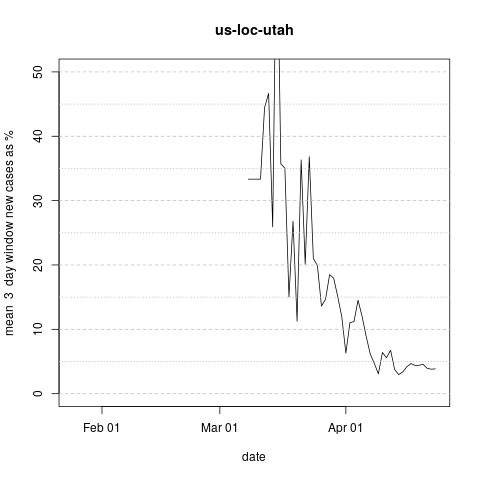 us-loc-utah
mean 3 day window new cases as %
50
40
30
20
10
0
Feb 01
Mar 01
Apr 01
date